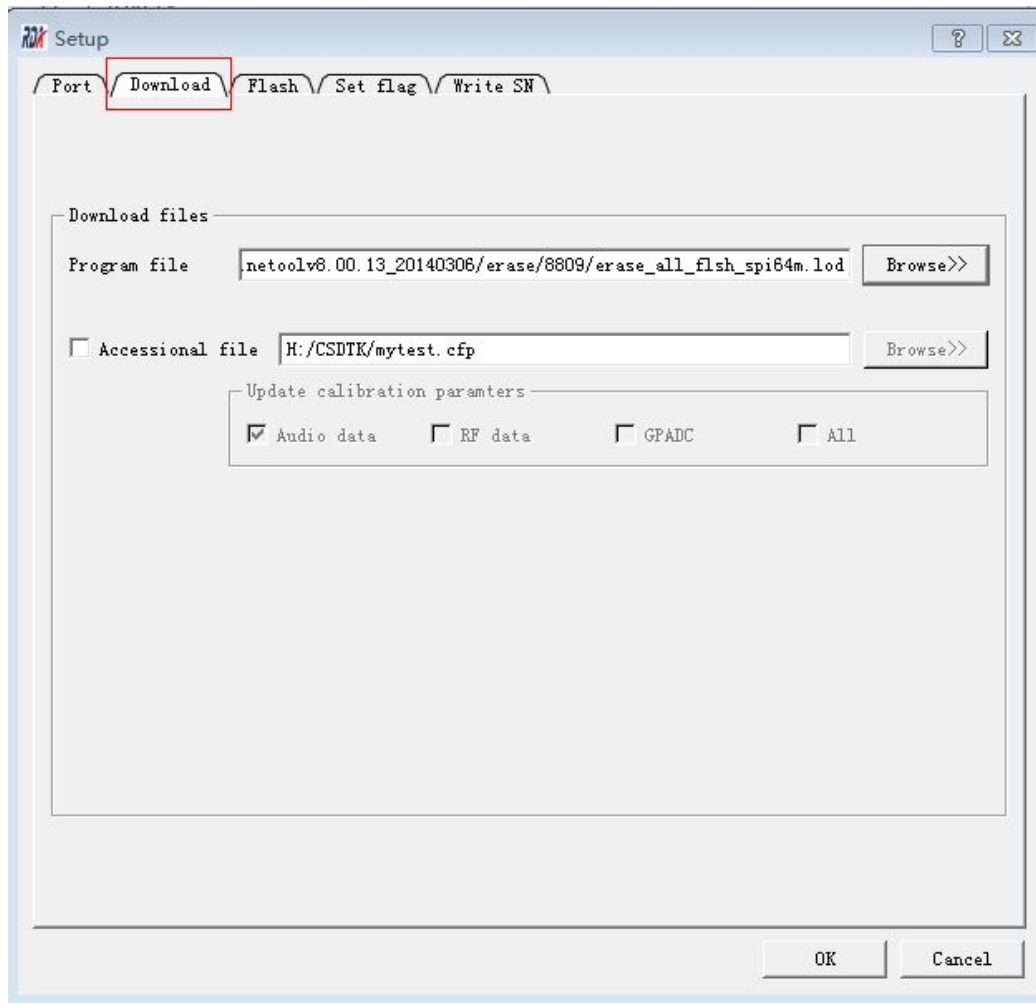 RDA Setup
Port Download Flash Set flag Write SN
Download files
Program file .netoolv8.00.13_20140306/erase/8809/erase_all_flsh_spi64m.lod Browse>>
Accessional file H:/CSDTK/mytest.cfp Browse>>
Update calibration paramters
Audio data RF data GPADC All
OK Cancel